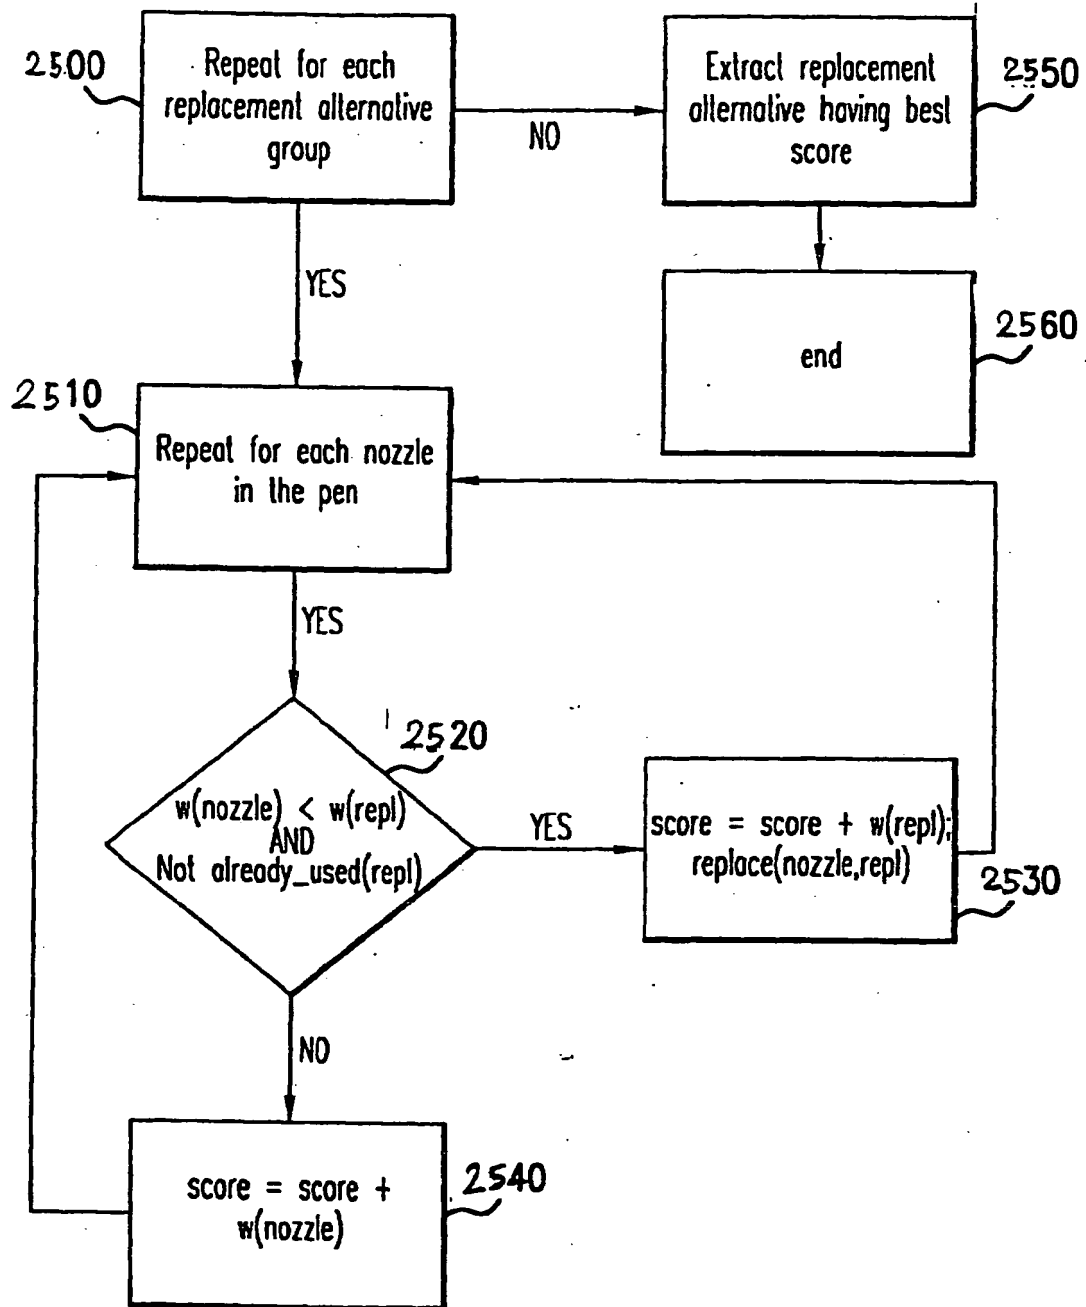 2500
Repeat for each
replacement alternative
group
NO
Extract replacement
alternative having best
score
2550
YES
end
2560
2510
Repeat for each nozzle
in the pen
YES
2520
w(nozzle) < w(repl)
AND
Not already_used(repl)
YES
score = score + w(repl);
replace(nozzle,repl)
2530
NO
score = score +
w(nozzle)
2540